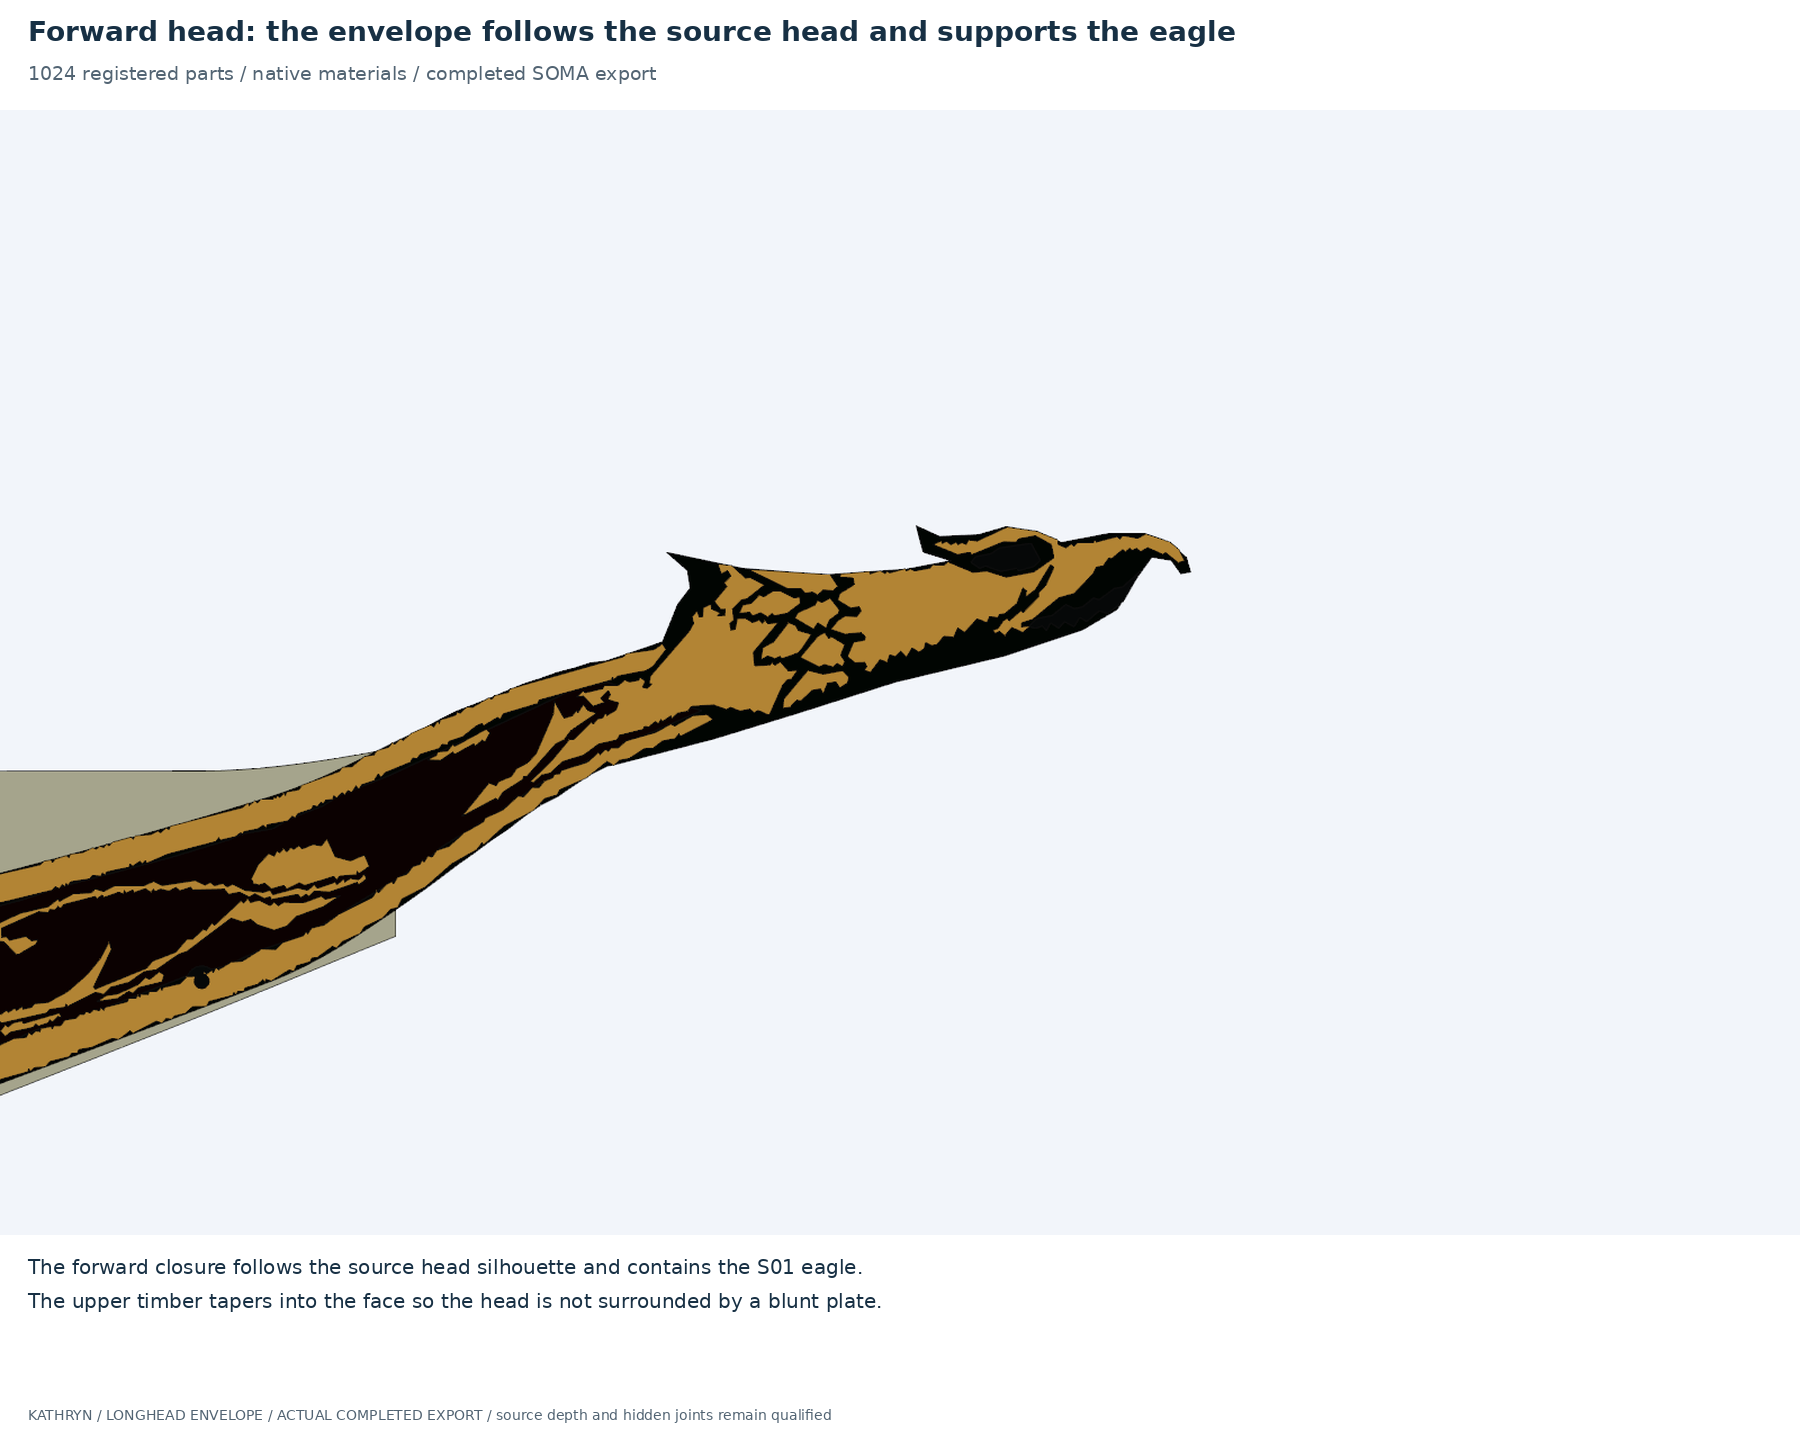 Forward head: the envelope follows the source head and supports the eagle
1024 registered parts / native materials / completed SOMA export
The forward closure follows the source head silhouette and contains the S01 eagle.
The upper timber tapers into the face so the head is not surrounded by a blunt plate.
KATHRYN / LONGHEAD ENVELOPE / ACTUAL COMPLETED EXPORT / source depth and hidden joints remain qualified